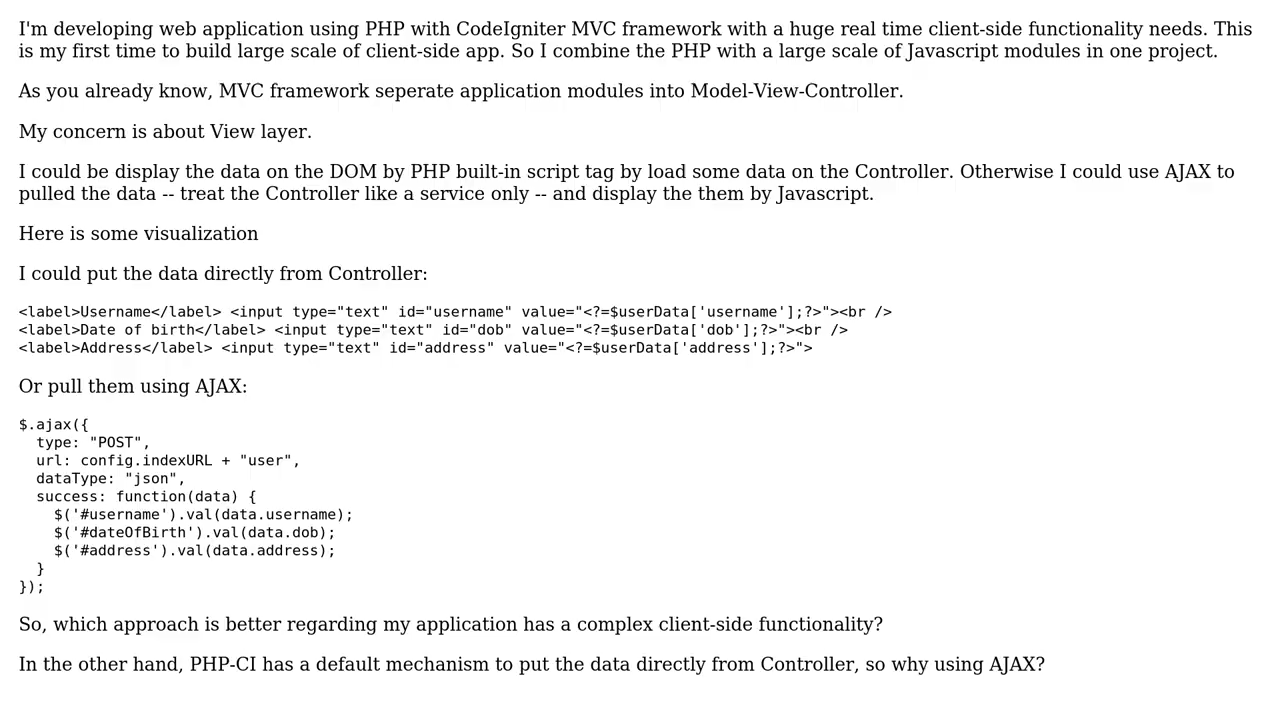 I'm developing web application using PHP with CodeIgniter MVC framework with a huge real time client-side functionality needs. This
is my first time to build large scale of client-side app. So I combine the PHP with a large scale of Javascript modules in one project.
As you already know, MVC framework seperate application modules into Model-View-Controller.
My concern is about View layer.
I could be display the data on the DOM by PHP built-in script tag by load some data on the Controller. Otherwise I could use AJAX to
pulled the data -- treat the Controller like a service only -- and display the them by Javascript.
Here is some visualization
I could put the data directly from Controller:
<label>Username</label> <input type="text" id="username" value="<?=$userData['username'];?>"><br />
<label>Date of birth</label> <input type="text" id="dob" value="<?=$userData['dob'];?>"><br />
<label>Address</label> <input type="text" id="address" value="<?=$userData['address'];?>">
Or pull them using AJAX:
$.ajax({
  type: "POST",
  url: config.indexURL + "user",
  dataType: "json",
  success: function(data) {
    $('#username').val(data.username);
    $('#dateOfBirth').val(data.dob);
    $('#address').val(data.address);
  }
});
So, which approach is better regarding my application has a complex client-side functionality?
In the other hand, PHP-CI has a default mechanism to put the data directly from Controller, so why using AJAX?